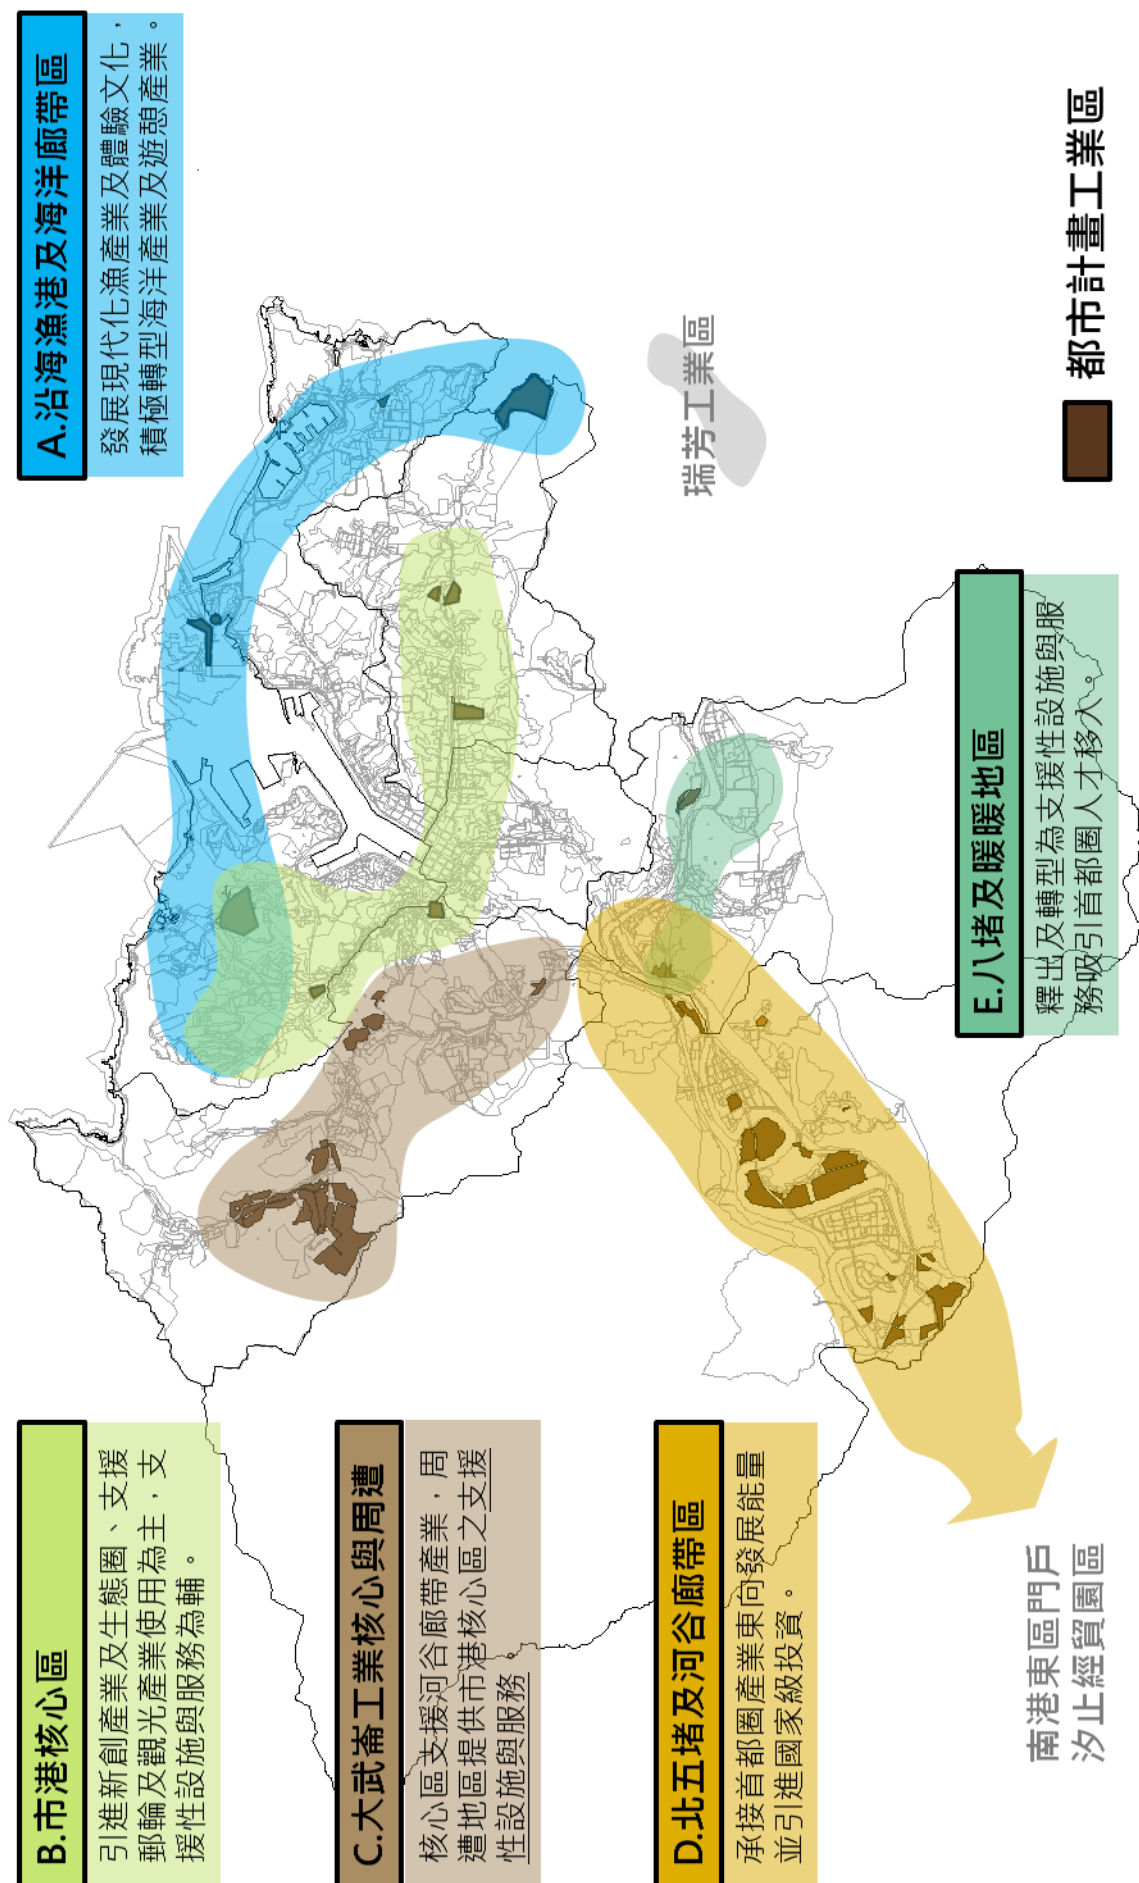 A.沿海漁港及海洋廊帶區
發展現代化漁產業及體驗文化，
積極轉型海洋產業及遊憩產業。
B.市港核心區
引進新創產業及生態圈、支援
郵輪及觀光產業使用為主，支
援性設施與服務為輔。
C.大武崙工業核心與周遭
核心區支援河谷廊帶產業，周
遭地區提供市港核心區之支援
性設施與服務
D.北五堵及河谷廊帶區
承接首都圈產業東向發展能量
並引進國家級投資。
E.八堵及暖暖地區
釋出及轉型為支援性設施與服
務吸引首都圈人才移入。
瑞芳工業區
南港東區門戶
汐止經貿園區
都市計畫工業區